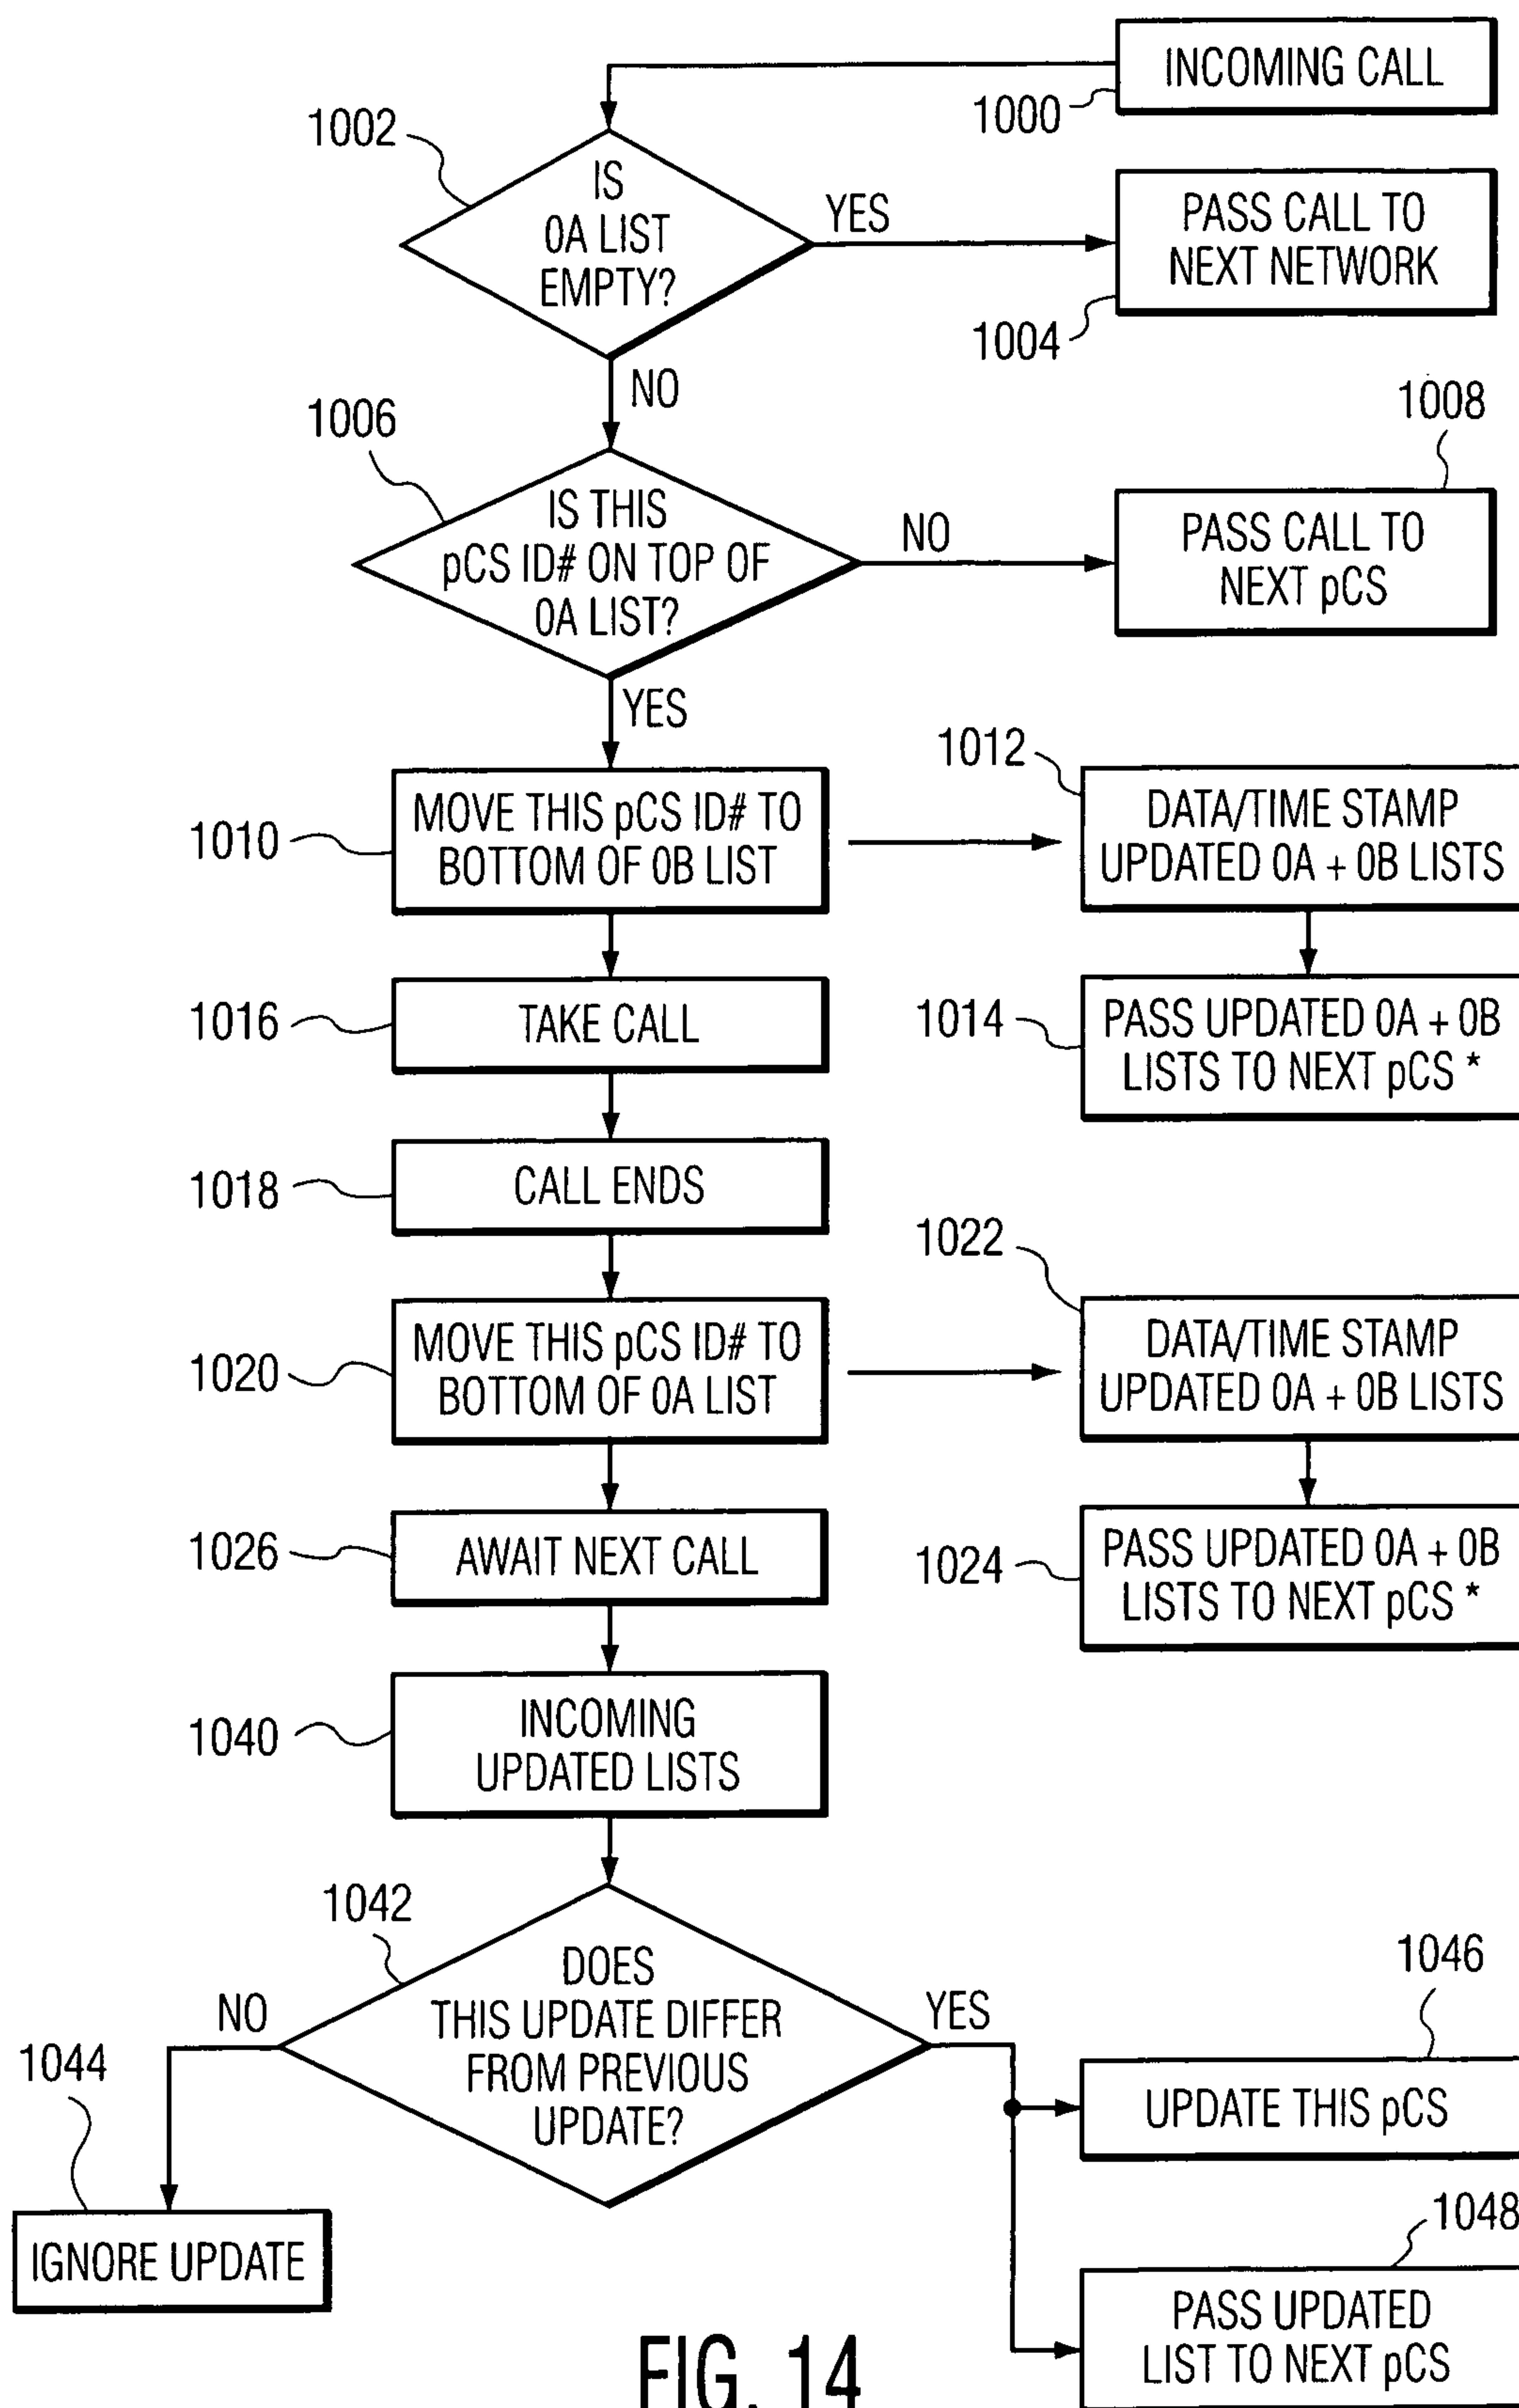 INCOMING CALL
1000
1002
IS
0A LIST
EMPTY?
YES
PASS CALL TO
NEXT NETWORK
1004
NO
1006
IS THIS
pCS ID# ON TOP OF
0A LIST?
NO
1008
PASS CALL TO
NEXT pCS
YES
1010
MOVE THIS pCS ID# TO
BOTTOM OF 0B LIST
1012
DATA/TIME STAMP
UPDATED 0A + 0B LISTS
1016
TAKE CALL
1014
PASS UPDATED 0A + 0B
LISTS TO NEXT pCS *
1018
CALL ENDS
1020
MOVE THIS pCS ID# TO
BOTTOM OF 0A LIST
1022
DATA/TIME STAMP
UPDATED 0A + 0B LISTS
1026
AWAIT NEXT CALL
1024
PASS UPDATED 0A + 0B
LISTS TO NEXT pCS *
1040
INCOMING
UPDATED LISTS
1042
DOES
THIS UPDATE DIFFER
FROM PREVIOUS
UPDATE?
NO
1044
IGNORE UPDATE
YES
1046
UPDATE THIS pCS
1048
PASS UPDATED
LIST TO NEXT pCS
FIG. 14